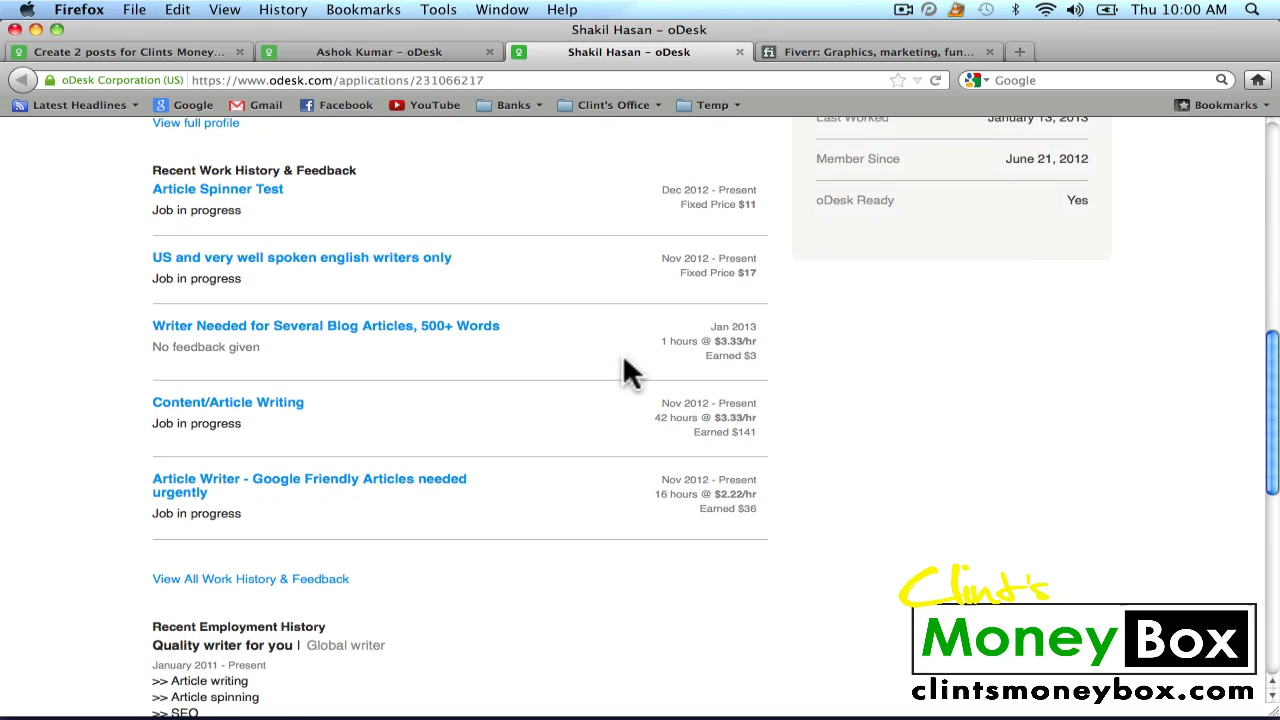 Firefox File Edit View History Bookmarks Tools Window Help Thu 10:00 AM
Shakil Hasan – oDesk
Create 2 posts for Clints Money... Ashok Kumar – oDesk Shakil Hasan – oDesk Fiverr: Graphics, marketing, fun...
oDesk Corporation (US) https://www.odesk.com/applications/231066217 Google
Latest Headlines Google Gmail Facebook YouTube Banks Clint's Office Temp Bookmarks
View full profile
Last Worked January 13, 2013
Member Since June 21, 2012
oDesk Ready Yes
Recent Work History & Feedback
Article Spinner Test
Dec 2012 - Present
Job in progress
Fixed Price $11
US and very well spoken english writers only
Nov 2012 - Present
Job in progress
Fixed Price $17
Writer Needed for Several Blog Articles, 500+ Words
Jan 2013
No feedback given
1 hours @ $3.33/hr
Earned $3
Content/Article Writing
Nov 2012 - Present
Job in progress
42 hours @ $3.33/hr
Earned $141
Article Writer - Google Friendly Articles needed
urgently
Nov 2012 - Present
16 hours @ $2.22/hr
Job in progress
Earned $36
View All Work History & Feedback
Recent Employment History
Quality writer for you | Global writer
January 2011 - Present
>> Article writing
>> Article spinning
>> SEO
Clint's
Money Box
clintsmoneybox.com